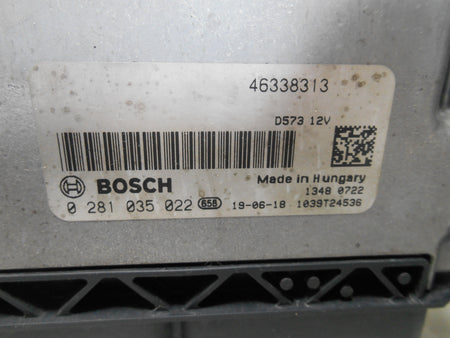 46338313
D573 12V
BOSCH
Made in Hungary
1348 0722
0 281 035 022 658 19-06-18 1039T24536